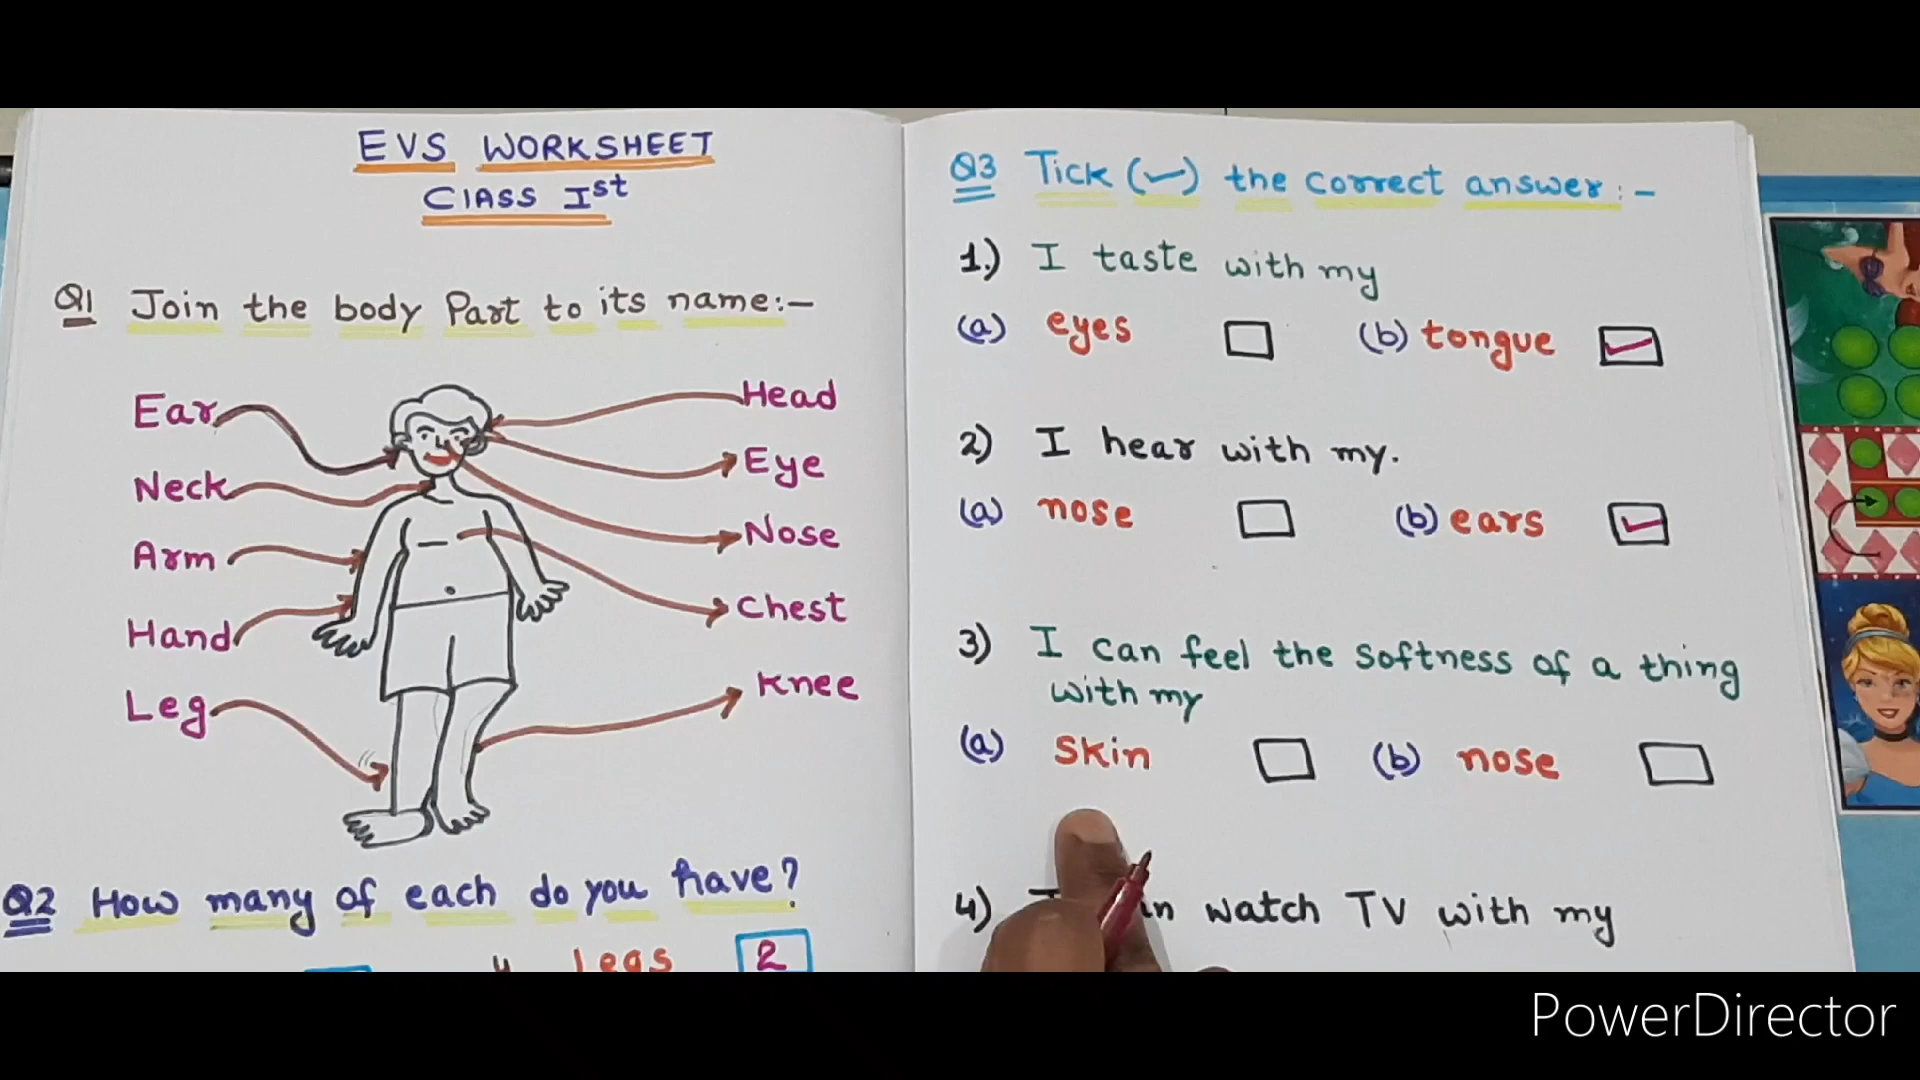 EVS WORKSHEET
Class Ist
Q1 Join the body Part to its name:-
Ear
Neck
Arm
Hand
Leg
Head
Eye
Nose
Chest
Knee
Q2 How many of each do you have?
Legs 2
Q3 Tick (✓) the correct answer:-
1.) I taste with my
(a) eyes (b) tongue ✓
2) I hear with my.
(a) nose (b) ears ✓
3) I can feel the softness of a thing
with my
(a) skin (b) nose
4) watch TV with my
PowerDirector